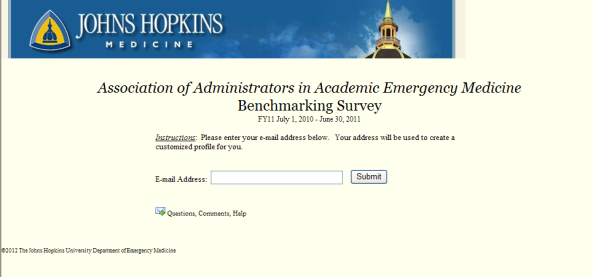 JOHNS HOPKINS
MEDICINE
Association of Administrators in Academic Emergency Medicine
Benchmarking Survey
FY11 July 1, 2010 - June 30, 2011
Instructions: Please enter your e-mail address below. Your address will be used to create a
customized profile for you.
E-mail Address: Submit
Questions, Comments, Help
©2012 The Johns Hopkins University Department of Emergency Medicine